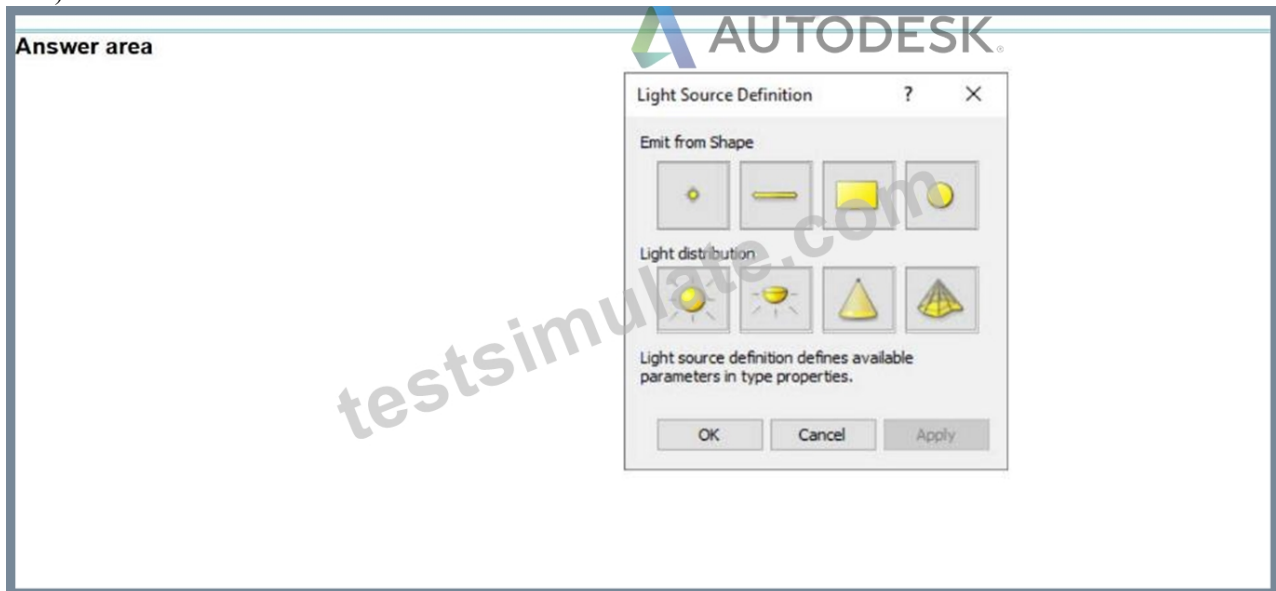 AUTODESK®
Answer area
Light Source Definition ? ×
Emit from Shape
Light distribution
Light source definition defines available
parameters in type properties.
OK Cancel Apply
testsimulate.com